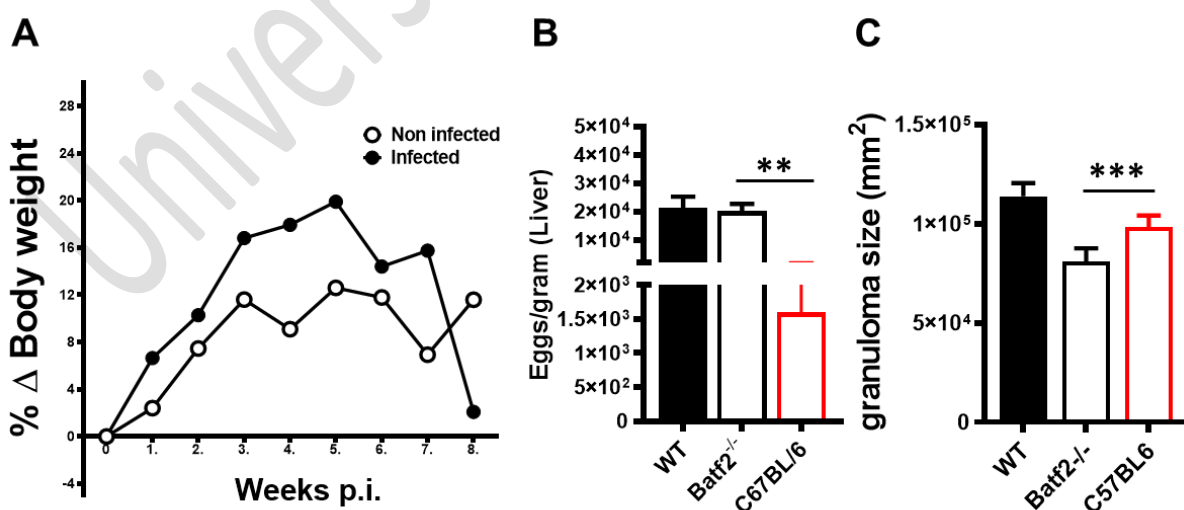 A
B
C
Univers
% Δ Body weight
28
24
20
16
12
8
4
0
-4
0
1.
2.
3.
4.
5.
6.
7.
8.
Weeks p.i.
Non infected
Infected
Eggs/gram (Liver)
5×10⁴
4×10⁴
3×10⁴
2×10⁴
1×10⁴
2×10³
1.5×10³
1×10³
5×10²
0
**
WT
Batf2⁻/⁻
C67BL/6
granuloma size (mm²)
1.5×10⁵
1×10⁵
5×10⁴
0
***
WT
Batf2-/-
C57BL6